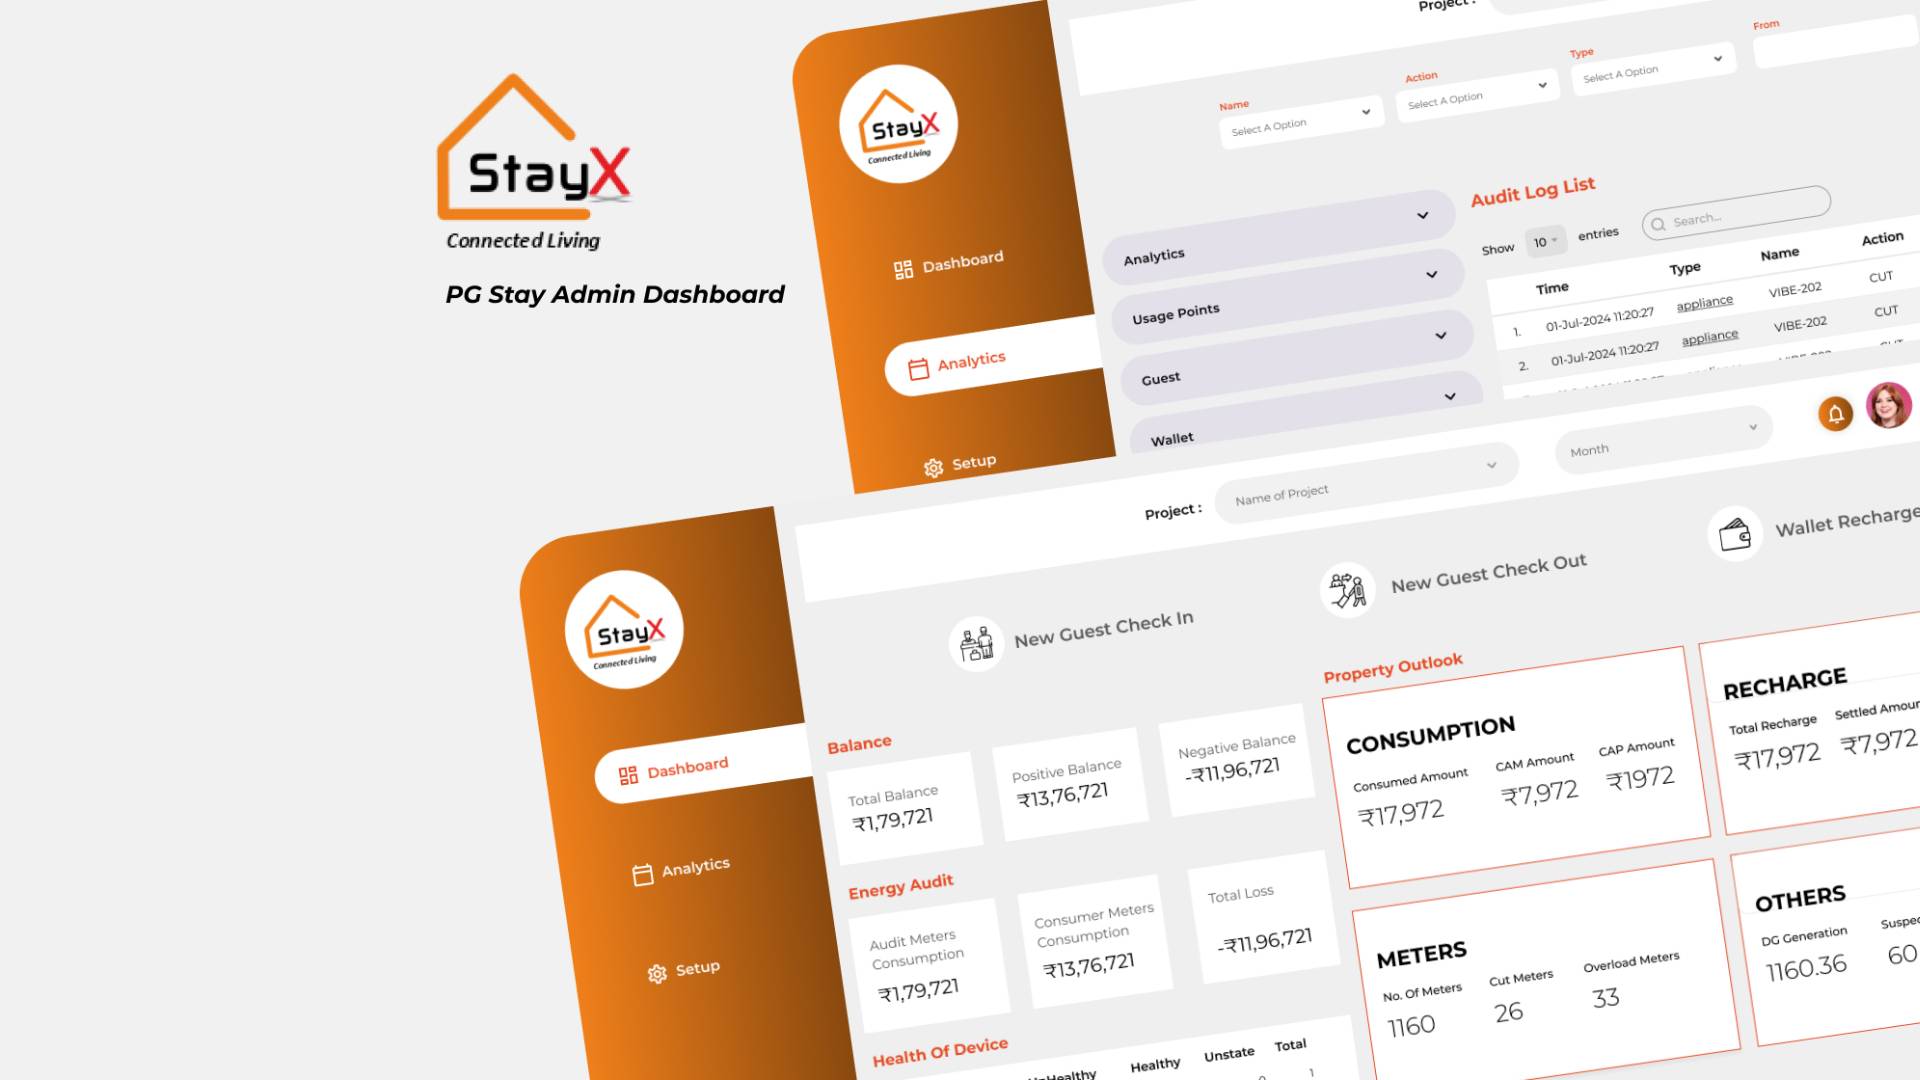 StayX
Connected Living
PG Stay Admin Dashboard
StayX
Connected Living
Dashboard
Analytics
Setup
Project :
Name
Select A Option
Action
Select A Option
Type
Select A Option
From
Analytics
Usage Points
Guest
Wallet
Audit Log List
Show 10 entries
Search...
Time Type Name Action
1. 01-Jul-2024 11:20:27 appliance VIBE-202 CUT
2. 01-Jul-2024 11:20:27 appliance VIBE-202 CUT
StayX
Connected Living
Dashboard
Analytics
Setup
Project :
Name of Project
Month
New Guest Check In
New Guest Check Out
Wallet Recharge
Balance
Total Balance
₹1,79,721
Positive Balance
₹13,76,721
Negative Balance
-₹11,96,721
Energy Audit
Audit Meters
Consumption
₹1,79,721
Consumer Meters
Consumption
₹13,76,721
Total Loss
-₹11,96,721
Health Of Device
UnHealthy Healthy Unstate Total
Property Outlook
CONSUMPTION
Consumed Amount CAM Amount CAP Amount
₹17,972 ₹7,972 ₹1972
RECHARGE
Total Recharge Settled Amoun
₹17,972 ₹7,972
METERS
No. Of Meters Cut Meters Overload Meters
1160 26 33
OTHERS
DG Generation Suspec
1160.36 60